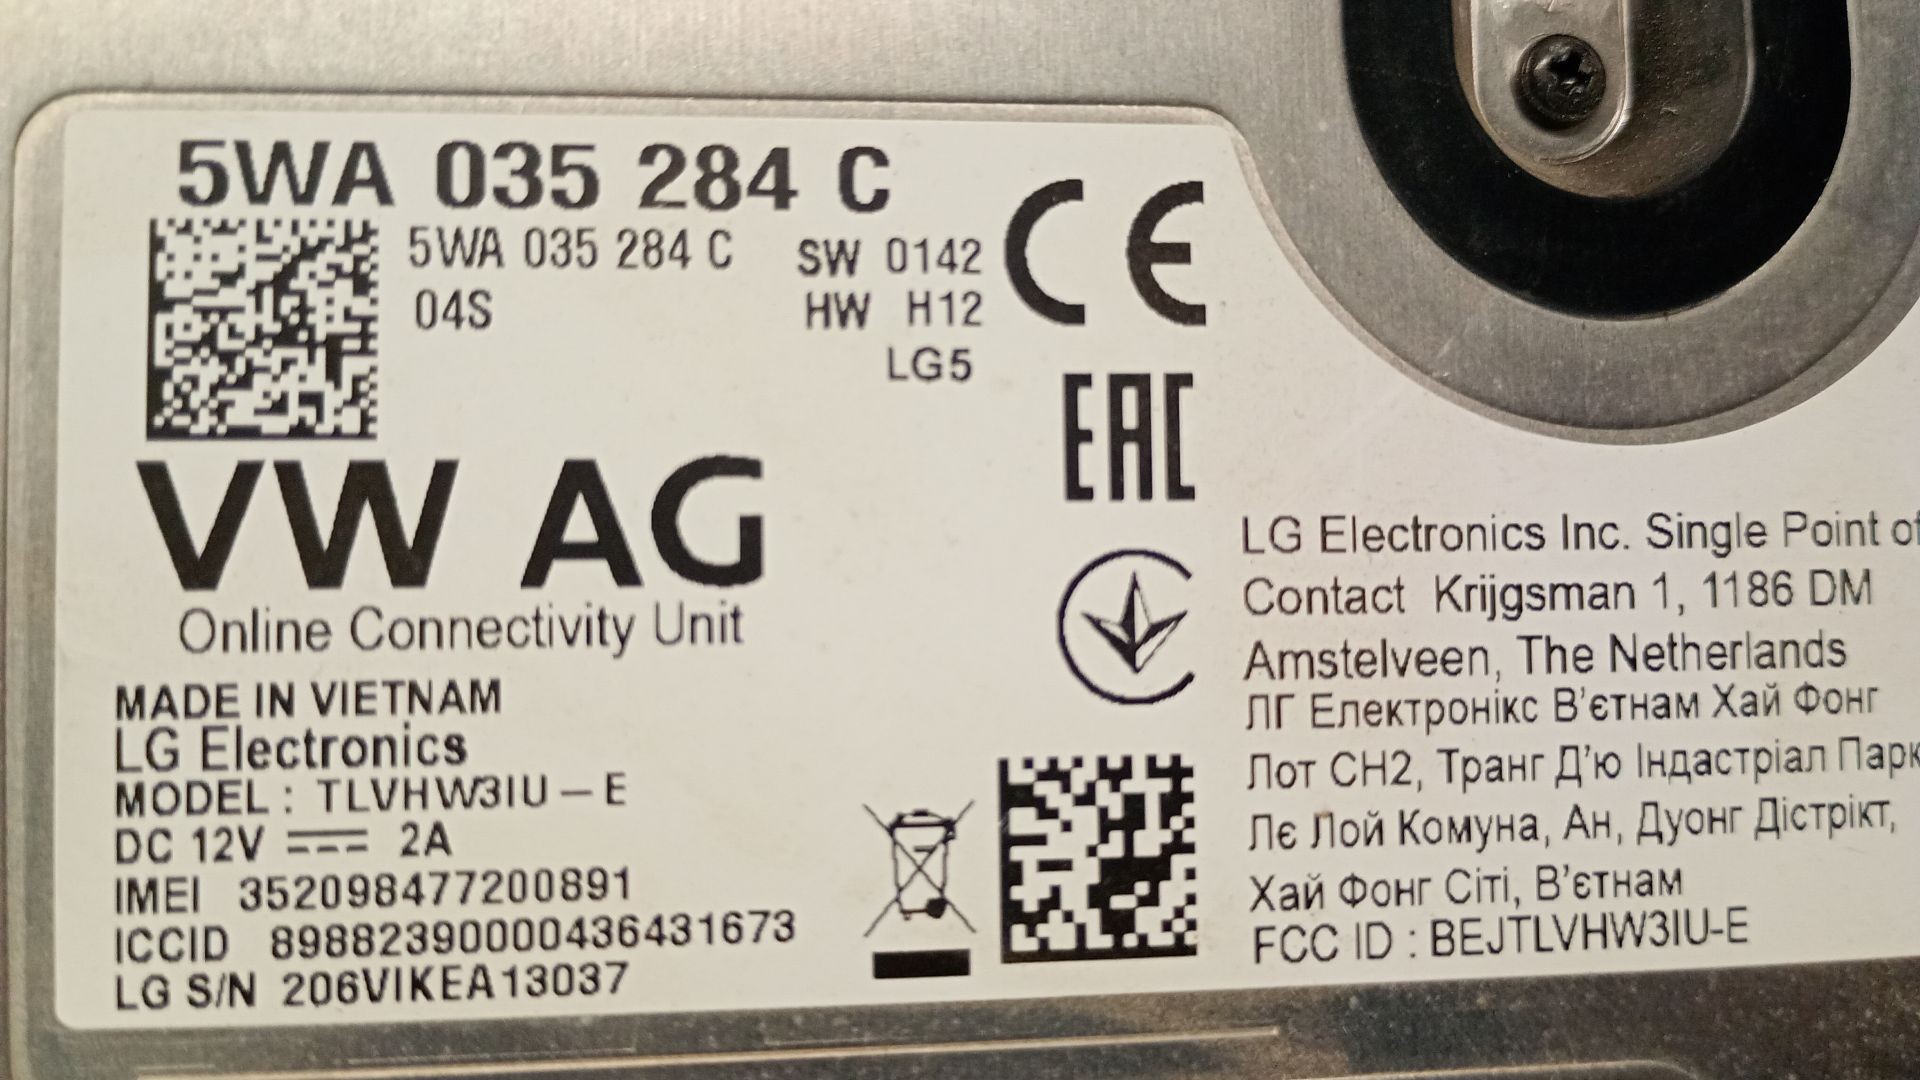 5WA 035 284 C
5WA 035 284 C SW 0142
04S HW H12
LG5
CE
EAC
VW AG
Online Connectivity Unit
MADE IN VIETNAM
LG Electronics
MODEL : TLVHW3IU – E
DC 12V 2A
IMEI 352098477200891
ICCID 89882390000436431673
LG S/N 206VIKEA13037
LG Electronics Inc. Single Point of
Contact Krijgsman 1, 1186 DM
Amstelveen, The Netherlands
ЛГ Електронікс В’єтнам Хай Фонг
Лот CH2, Транг Д’ю Індастріал Парк
Лє Лой Комуна, Ан, Дуонг Дістрікт,
Хай Фонг Сіті, В’єтнам
FCC ID : BEJTLVHW3IU-E